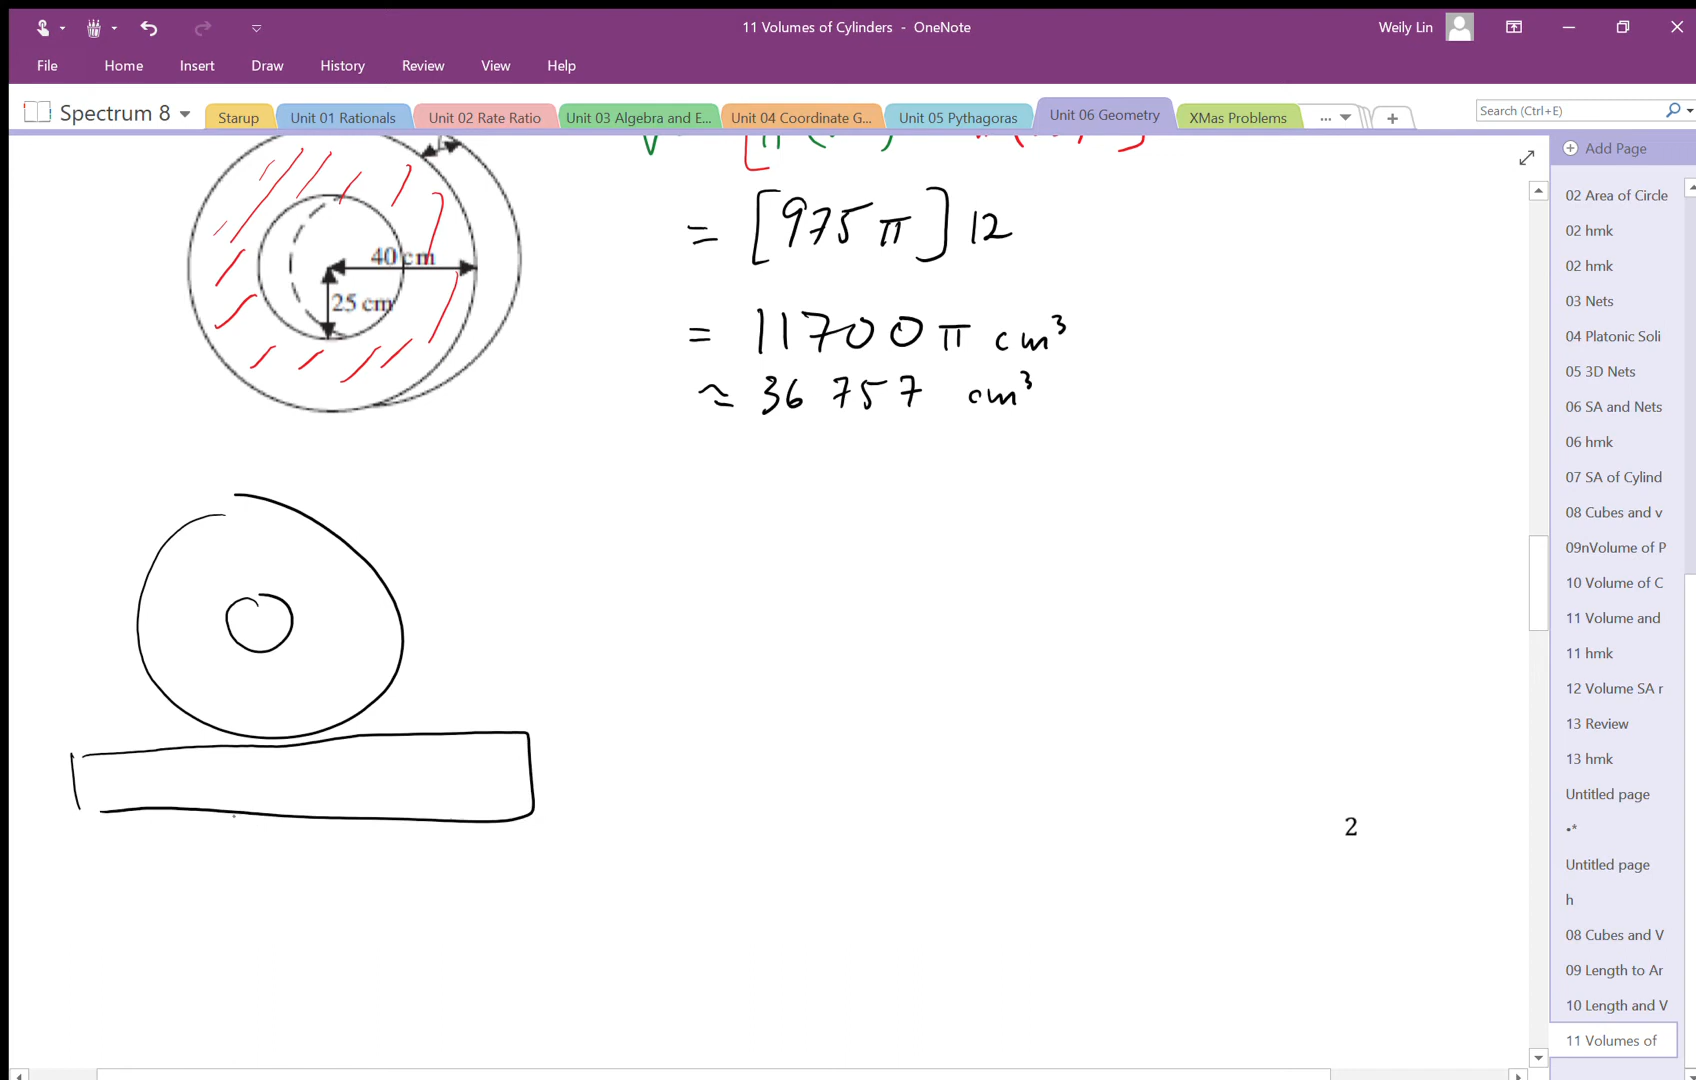 11 Volumes of Cylinders - OneNote
Weily Lin
File Home Insert Draw History Review View Help
Spectrum 8
Starup
Unit 01 Rationals
Unit 02 Rate Ratio
Unit 03 Algebra and E...
Unit 04 Coordinate G...
Unit 05 Pythagoras
Unit 06 Geometry
XMas Problems
...
Search (Ctrl+E)
40 cm
25 cm
= [975 π] 12
= 11700 π cm³
≈ 36 757 cm³
2
Add Page
02 Area of Circle
02 hmk
02 hmk
03 Nets
04 Platonic Soli
05 3D Nets
06 SA and Nets
06 hmk
07 SA of Cylind
08 Cubes and v
09nVolume of P
10 Volume of C
11 Volume and
11 hmk
12 Volume SA r
13 Review
13 hmk
Untitled page
•*
Untitled page
h
08 Cubes and V
09 Length to Ar
10 Length and V
11 Volumes of